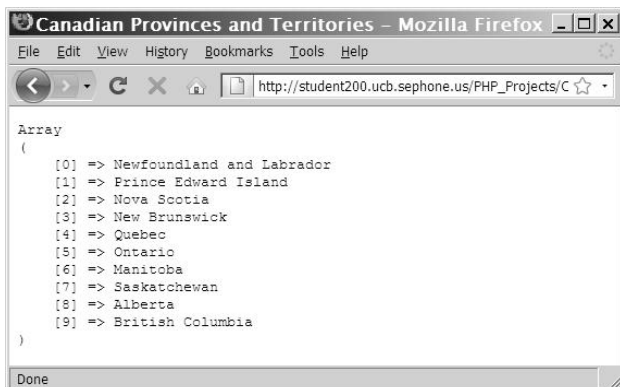 Canadian Provinces and Territories – Mozilla Firefox
File Edit View History Bookmarks Tools Help
http://student200.ucb.sephone.us/PHP_Projects/C
Array
(
[0] => Newfoundland and Labrador
[1] => Prince Edward Island
[2] => Nova Scotia
[3] => New Brunswick
[4] => Quebec
[5] => Ontario
[6] => Manitoba
[7] => Saskatchewan
[8] => Alberta
[9] => British Columbia
)
Done